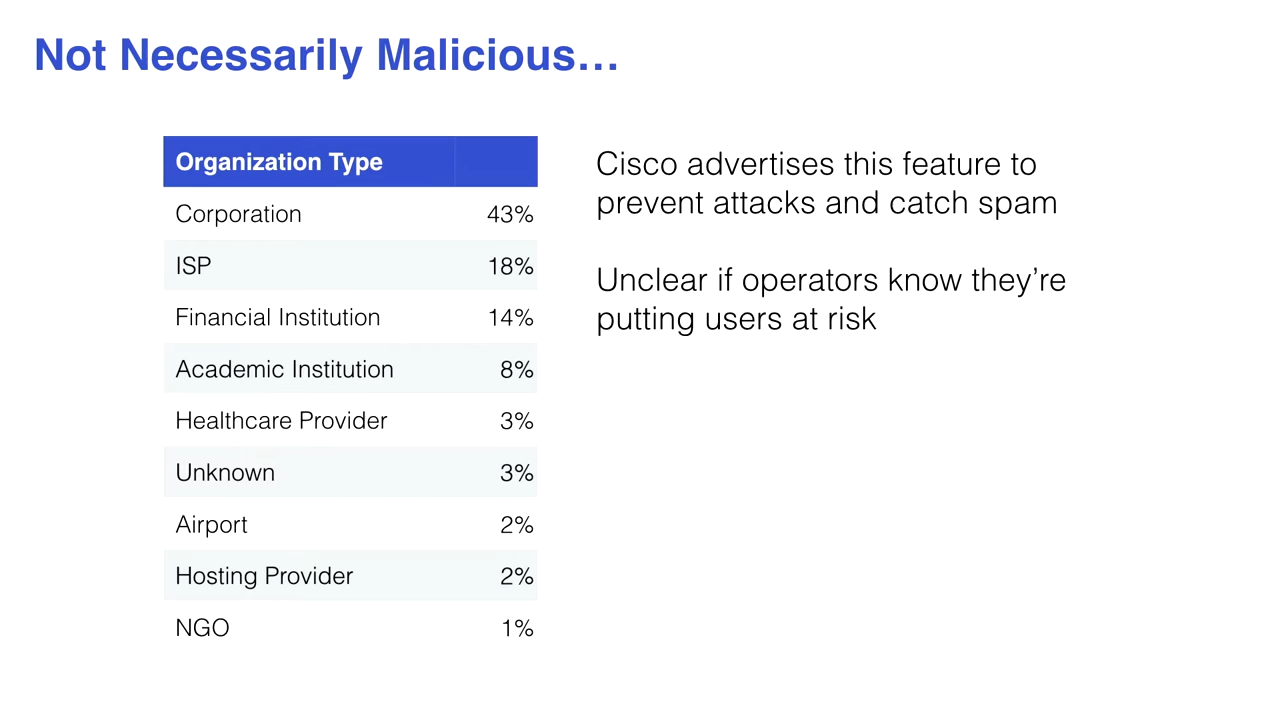 Not Necessarily Malicious…
Organization Type
Corporation 43%
ISP 18%
Financial Institution 14%
Academic Institution 8%
Healthcare Provider 3%
Unknown 3%
Airport 2%
Hosting Provider 2%
NGO 1%
Cisco advertises this feature to
prevent attacks and catch spam
Unclear if operators know they’re
putting users at risk